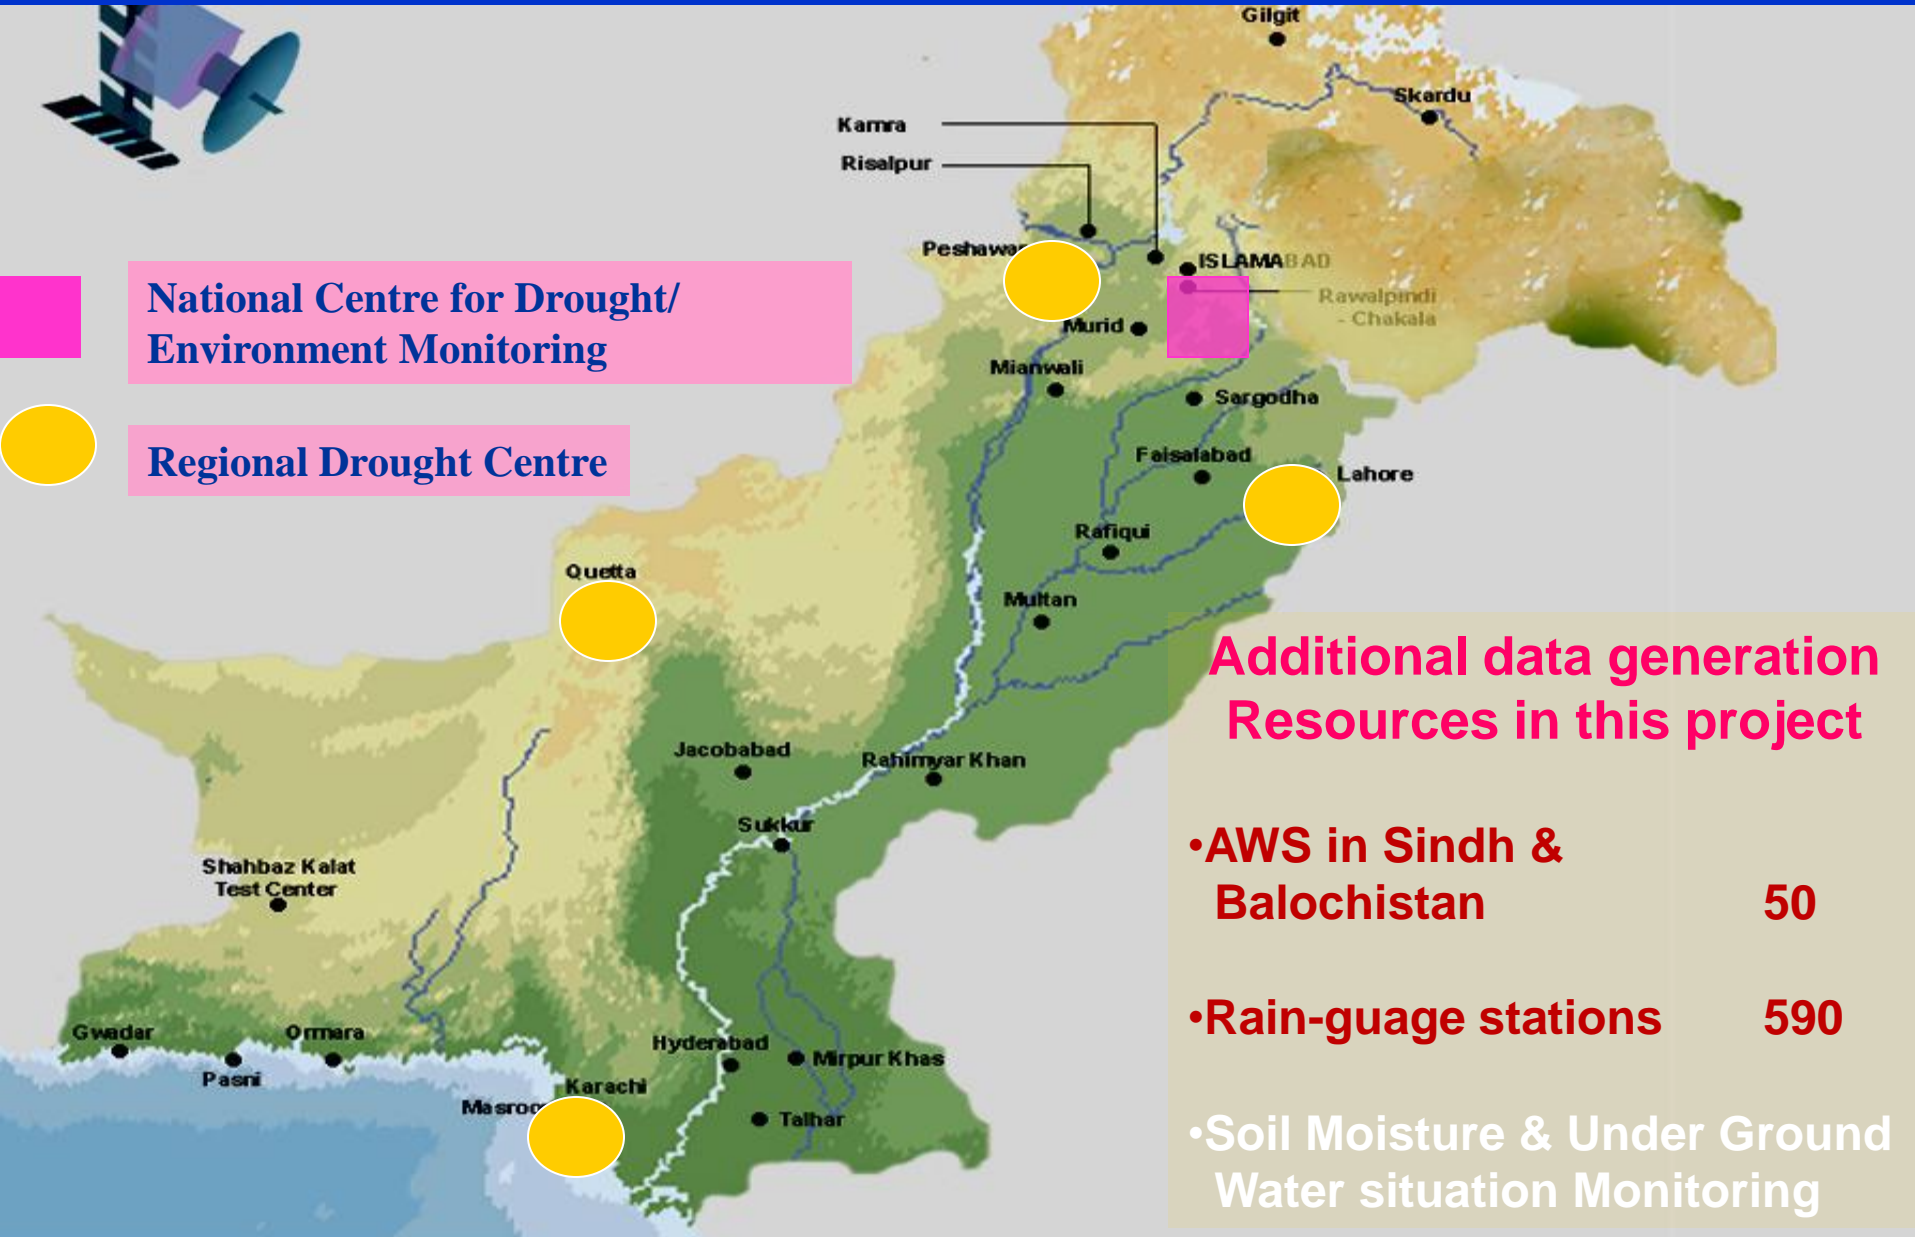 Gilgit
Skardu
Kamra
Risalpur
Peshawar
ISLAMABAD
Rawalpindi
- Chakala
Murid
Mianwali
Sargodha
Faisalabad
Lahore
Rafiqui
Multan
Quetta
National Centre for Drought/
Environment Monitoring
Regional Drought Centre
Jacobabad
Rahimyar Khan
Sukkur
Shahbaz Kalat
Test Center
Gwadar
Ormara
Pasni
Hyderabad
Mirpur Khas
Karachi
Talhar
Additional data generation
Resources in this project
•AWS in Sindh &
Balochistan 50
•Rain-guage stations 590
•Soil Moisture & Under Ground
Water situation Monitoring